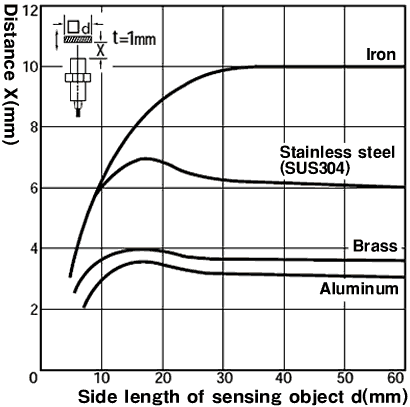 Distance X(mm)
12
10
8
6
4
2
0
d
X
t=1mm
Iron
Stainless steel
(SUS304)
Brass
Aluminum
10 20 30 40 50 60
Side length of sensing object d(mm)